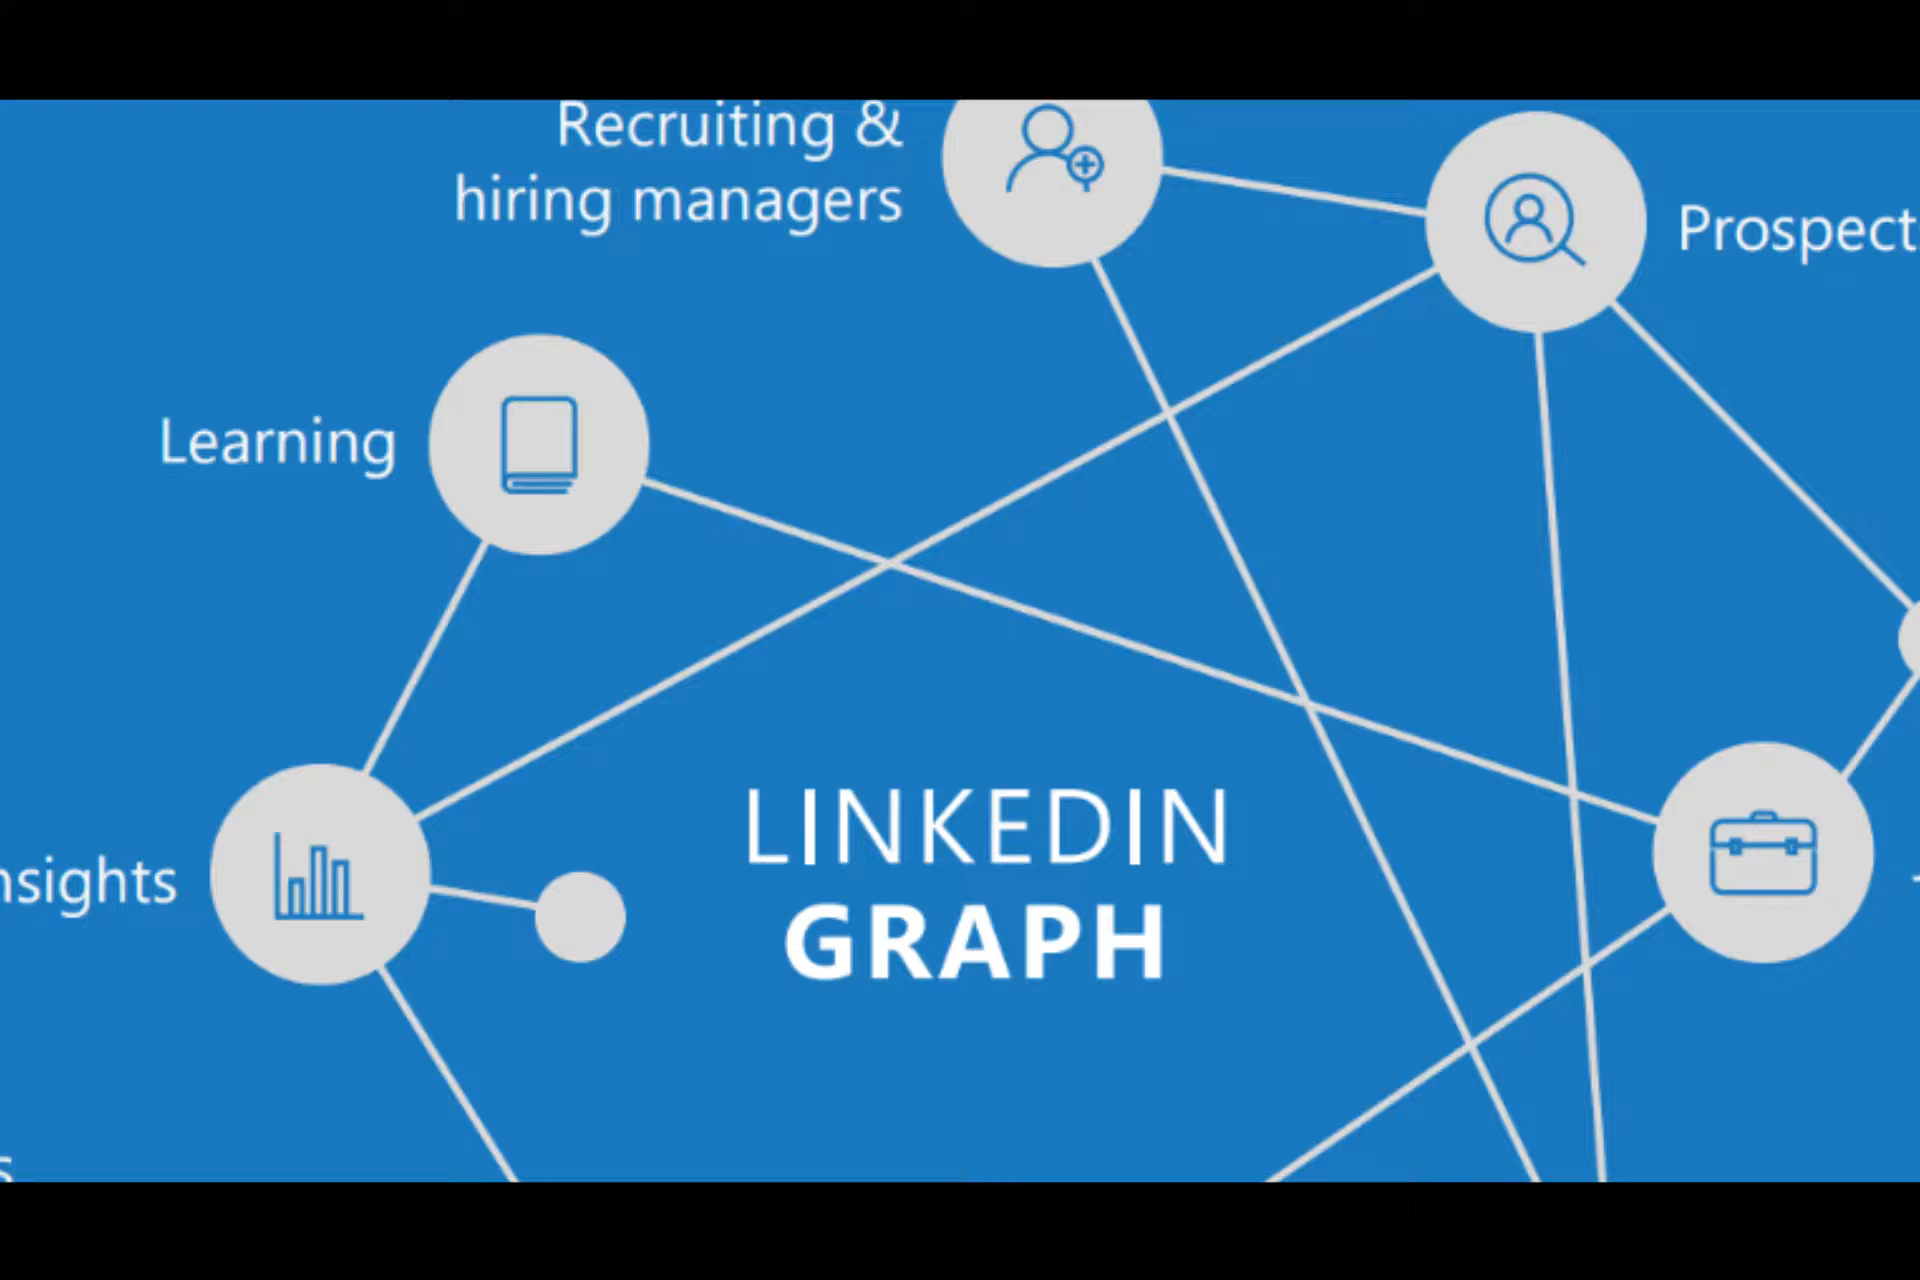 Recruiting &
hiring managers
Prospect
Learning
LINKEDIN
GRAPH
nsights
s